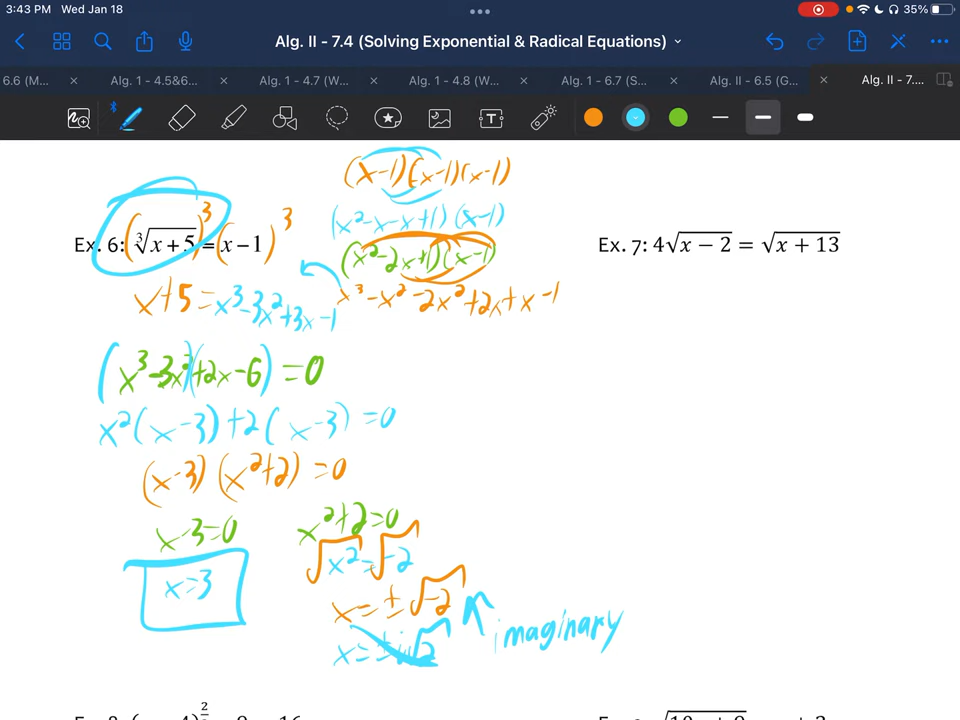 3:43 PM Wed Jan 18
35%
Alg. II - 7.4 (Solving Exponential & Radical Equations)
6.6 (M...
Alg. 1 - 4.5&6...
Alg. 1 - 4.7 (W...
Alg. 1 - 4.8 (W...
Alg. 1 - 6.7 (S...
Alg. II - 6.5 (G...
Alg. II - 7....
(x-1)(x-1)(x-1)
(x²-x-x+1)(x-1)
(x²-2x+1)(x-1)
x³-x²-2x²+2x+x-1
Ex. 6: (∛(x + 5))³ = (x − 1)³
x+5=x³-3x²+3x-1
(x³-3x²)(+2x-6)=0
x²(x-3)+2(x-3)=0
(x-3)(x²+2)=0
x-3=0
x=3
x²+2=0
√x²=√-2
x=±√-2
x=±i√2
imaginary
Ex. 7: 4√(x − 2) = √(x + 13)